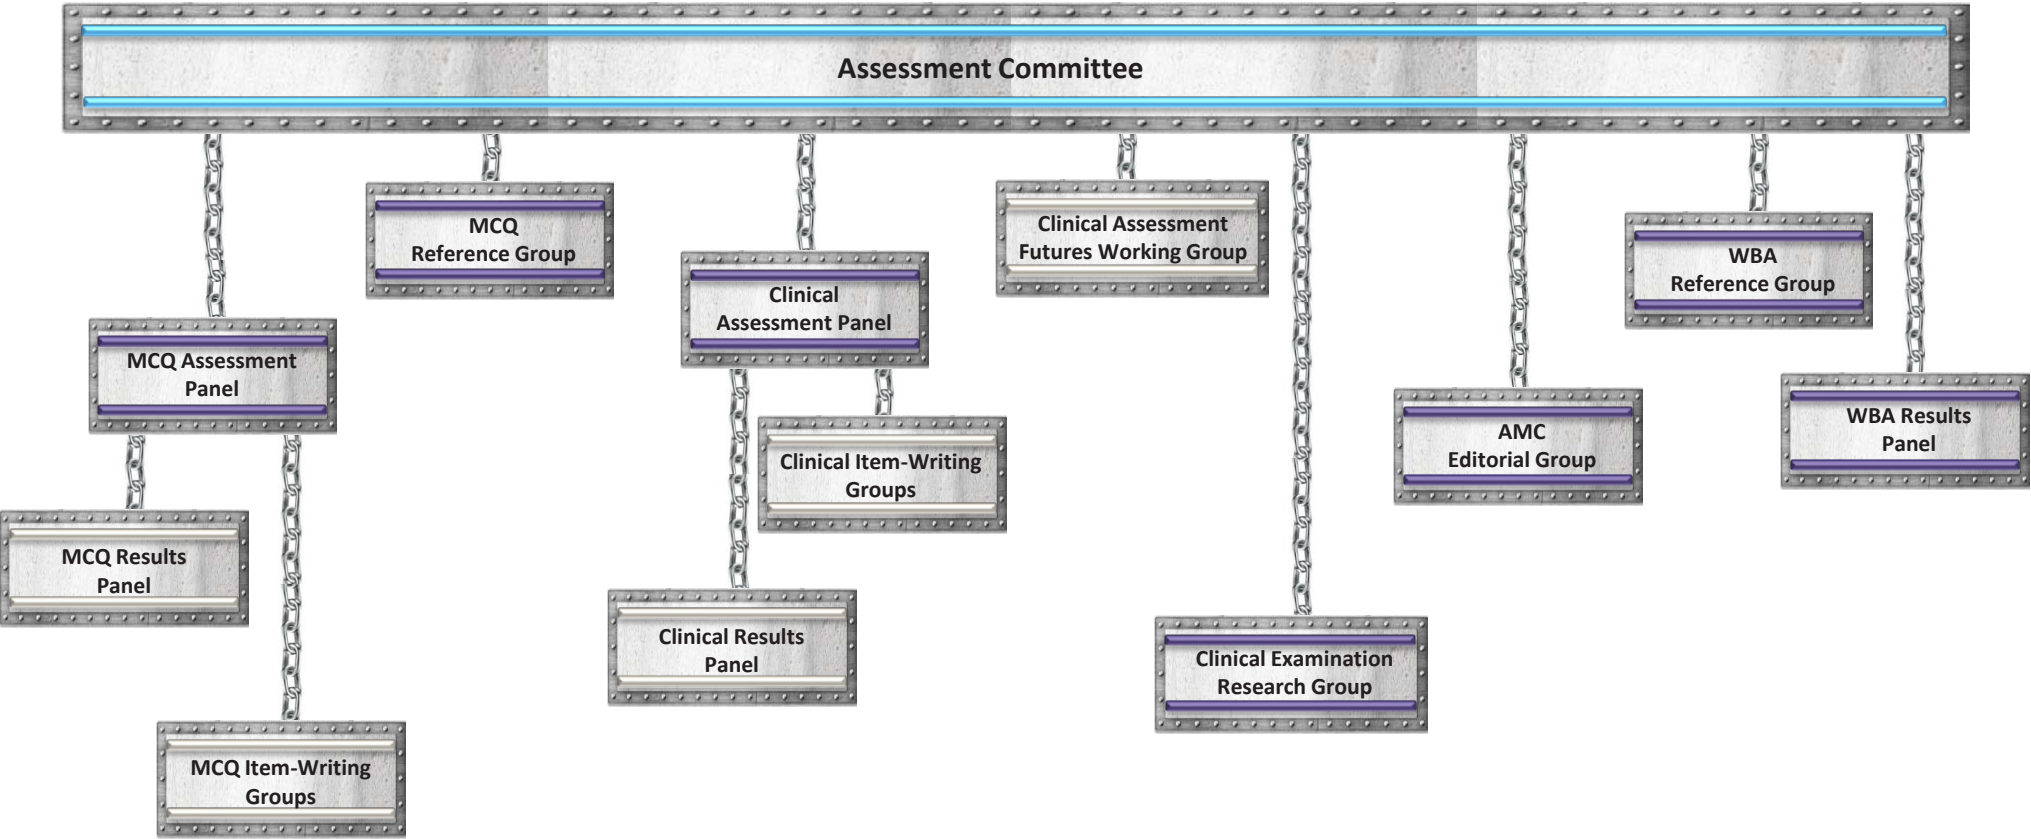 Assessment Committee
MCQ
Reference Group
Clinical Assessment
Futures Working Group
WBA
Reference Group
Clinical
Assessment Panel
MCQ Assessment
Panel
AMC
Editorial Group
WBA Results
Panel
Clinical Item-Writing
Groups
MCQ Results
Panel
Clinical Results
Panel
Clinical Examination
Research Group
MCQ Item-Writing
Groups